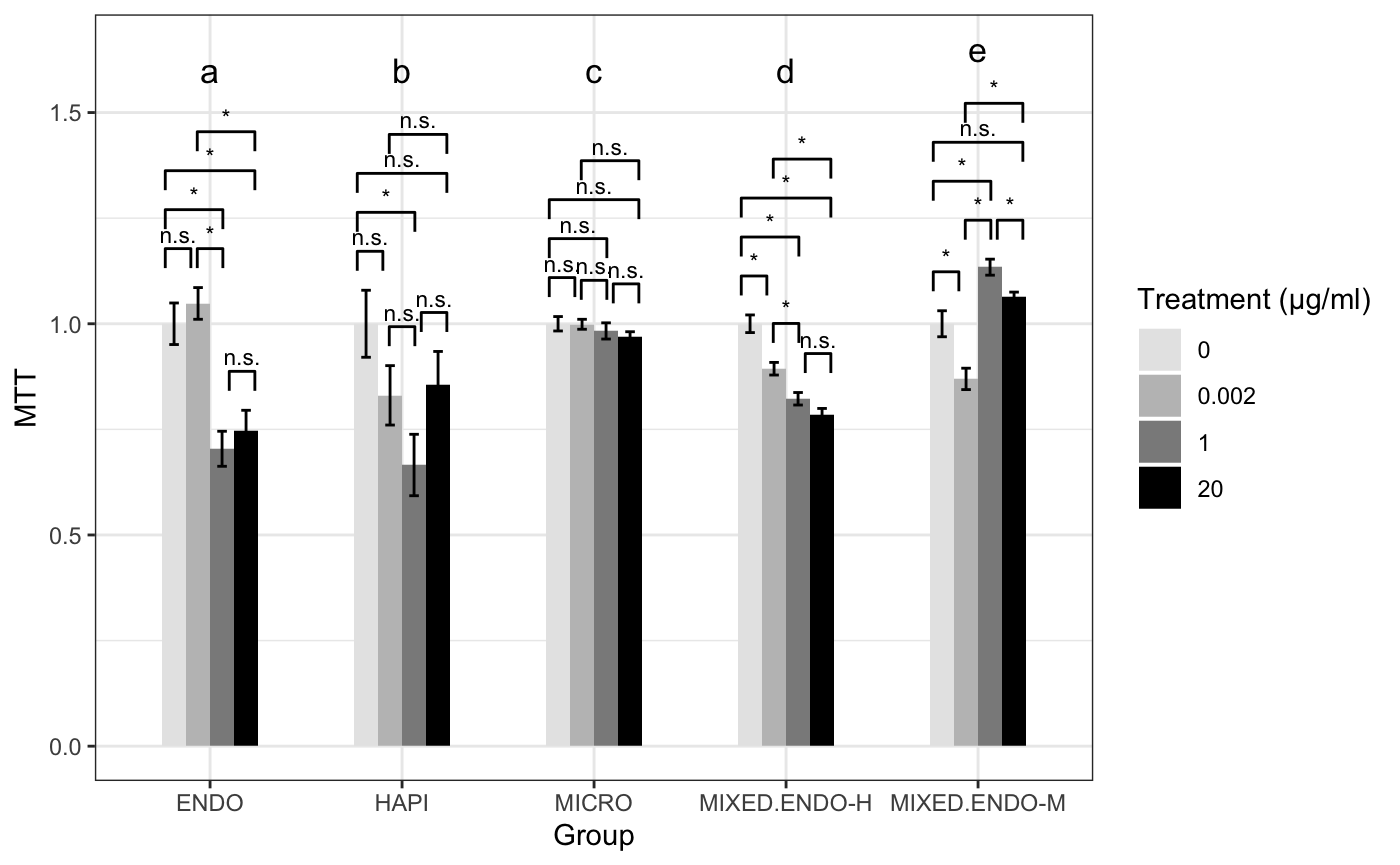 a b c d e
*
*
*
n.s. *
n.s.
n.s.
n.s.
*
n.s.
n.s. n.s.
n.s.
n.s.
n.s.
n.s. n.s. n.s.
*
*
*
*
*
n.s.
*
n.s.
*
* *
*
MTT
1.5
1.0
0.5
0.0
ENDO HAPI MICRO MIXED.ENDO-H MIXED.ENDO-M
Group
Treatment (μg/ml)
0
0.002
1
20